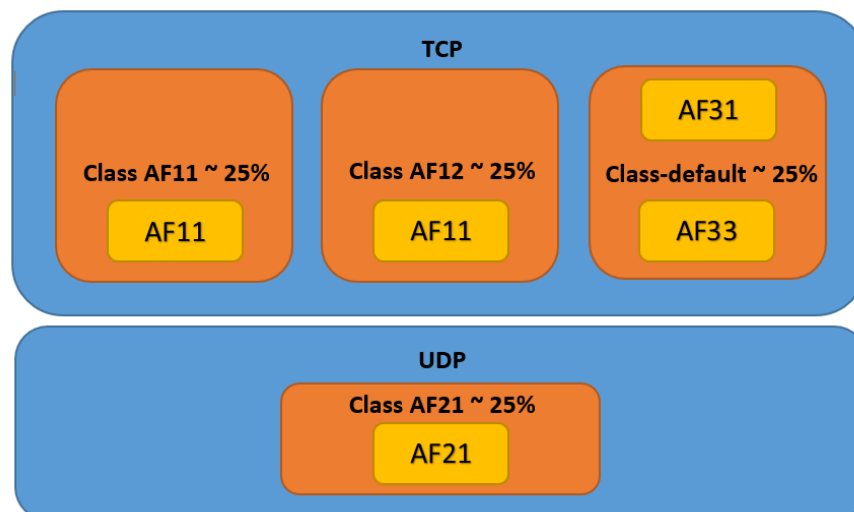 TCP
AF31
Class AF11 ~ 25%
Class AF12 ~ 25%
Class-default ~ 25%
AF11
AF11
AF33
UDP
Class AF21 ~ 25%
AF21